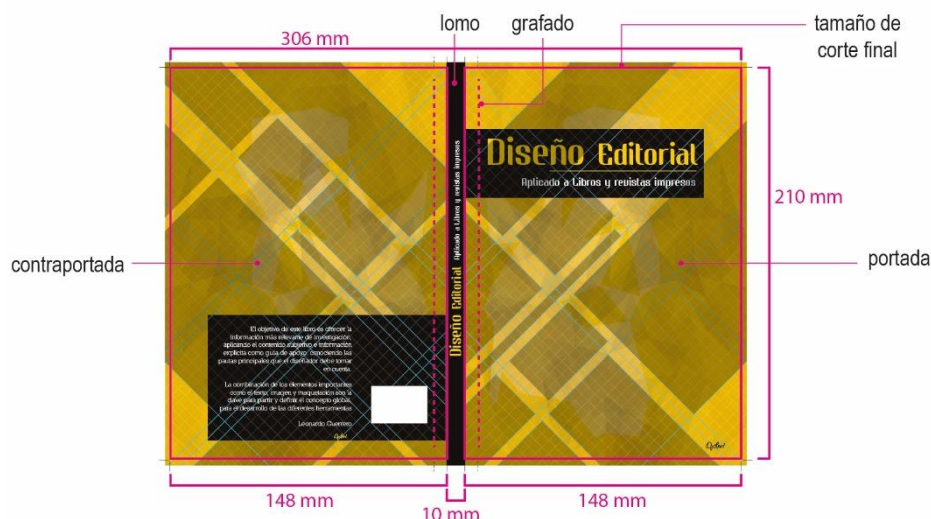 306 mm
lomo
grafado
tamaño de
corte final
Diseño Editorial
Aplicado a Libros y revistas impresos
210 mm
contraportada
portada
Diseño Editorial Aplicado a Libros y revistas impresos
El objetivo de este libro es ofrecer la
información más relevante de investigación,
aplicando el contenido subjetivo e información
explícita como guía de apoyo; conociendo las
pautas principales que el diseñador debe tomar
en cuenta.
La combinación de los elementos importantes
como el texto, imagen y maquetación son la
clave para partir y definir el concepto global,
para el desarrollo de las diferentes herramientas
Leonardo Guerrero
148 mm
10 mm
148 mm